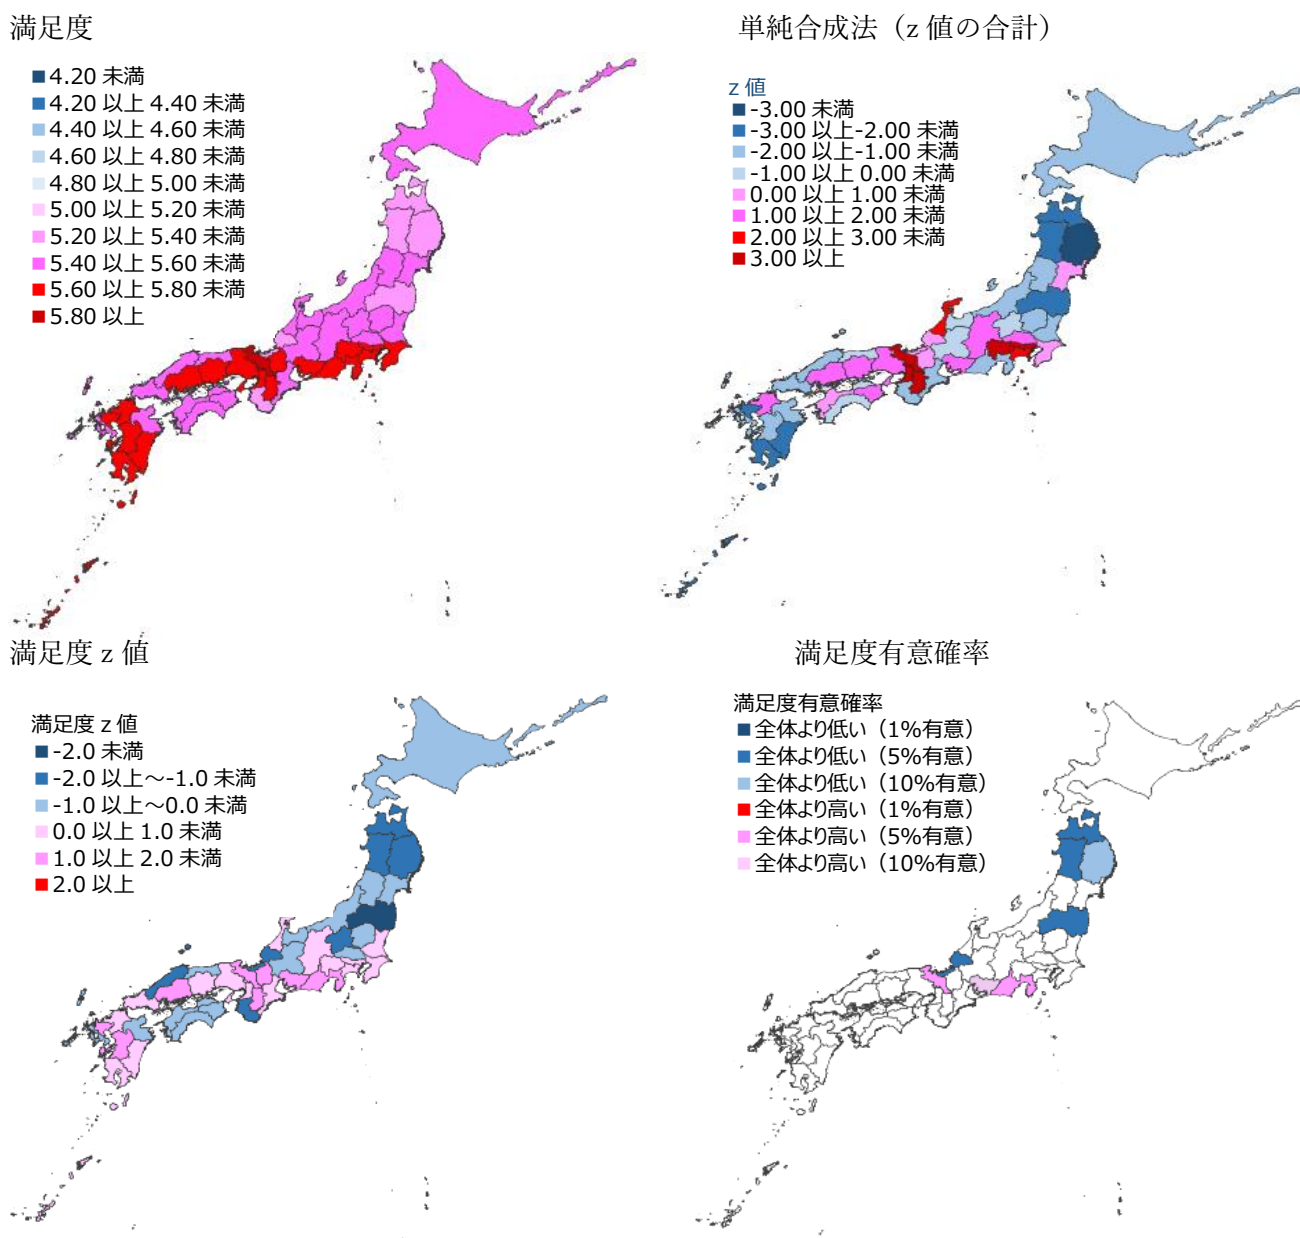 満足度
4.20 未満
4.20 以上 4.40 未満
4.40 以上 4.60 未満
4.60 以上 4.80 未満
4.80 以上 5.00 未満
5.00 以上 5.20 未満
5.20 以上 5.40 未満
5.40 以上 5.60 未満
5.60 以上 5.80 未満
5.80 以上
単純合成法（z 値の合計）
z 値
-3.00 未満
-3.00 以上-2.00 未満
-2.00 以上-1.00 未満
-1.00 以上 0.00 未満
0.00 以上 1.00 未満
1.00 以上 2.00 未満
2.00 以上 3.00 未満
3.00 以上
満足度 z 値
満足度 z 値
-2.0 未満
-2.0 以上～-1.0 未満
-1.0 以上～0.0 未満
0.0 以上 1.0 未満
1.0 以上 2.0 未満
2.0 以上
満足度有意確率
満足度有意確率
全体より低い（1%有意）
全体より低い（5%有意）
全体より低い（10%有意）
全体より高い（1%有意）
全体より高い（5%有意）
全体より高い（10%有意）